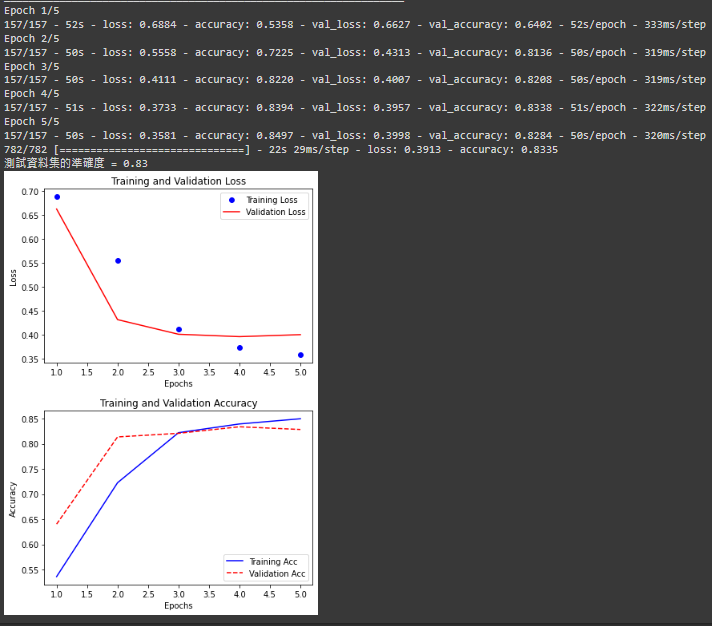 Epoch 1/5
157/157 - 52s - loss: 0.6884 - accuracy: 0.5358 - val_loss: 0.6627 - val_accuracy: 0.6402 - 52s/epoch - 333ms/step
Epoch 2/5
157/157 - 50s - loss: 0.5558 - accuracy: 0.7225 - val_loss: 0.4313 - val_accuracy: 0.8136 - 50s/epoch - 319ms/step
Epoch 3/5
157/157 - 50s - loss: 0.4111 - accuracy: 0.8220 - val_loss: 0.4007 - val_accuracy: 0.8208 - 50s/epoch - 319ms/step
Epoch 4/5
157/157 - 51s - loss: 0.3733 - accuracy: 0.8394 - val_loss: 0.3957 - val_accuracy: 0.8338 - 51s/epoch - 322ms/step
Epoch 5/5
157/157 - 50s - loss: 0.3581 - accuracy: 0.8497 - val_loss: 0.3998 - val_accuracy: 0.8284 - 50s/epoch - 320ms/step
782/782 [==============================] - 22s 29ms/step - loss: 0.3913 - accuracy: 0.8335
測試資料集的準確度 = 0.83
Training and Validation Loss
Training Loss
Validation Loss
Loss
0.70
0.65
0.60
0.55
0.50
0.45
0.40
0.35
1.0 1.5 2.0 2.5 3.0 3.5 4.0 4.5 5.0
Epochs
Training and Validation Accuracy
Accuracy
0.85
0.80
0.75
0.70
0.65
0.60
0.55
Training Acc
Validation Acc
1.0 1.5 2.0 2.5 3.0 3.5 4.0 4.5 5.0
Epochs